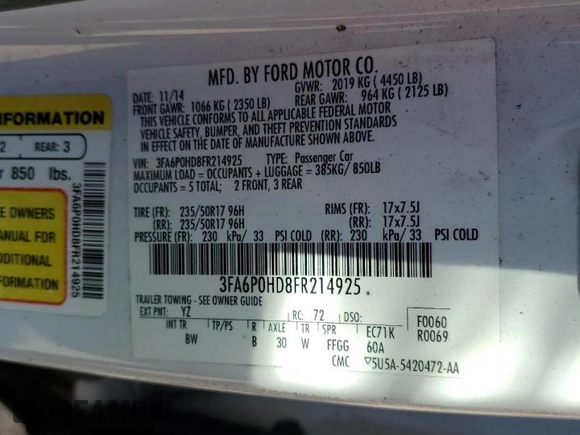 MFD. BY FORD MOTOR CO.
DATE: 11/14
GVWR: 2019 KG ( 4450 LB)
FRONT GAWR: 1066 KG ( 2350 LB)
REAR GAWR: 964 KG ( 2125 LB)
THIS VEHICLE CONFORMS TO ALL APPLICABLE FEDERAL MOTOR
VEHICLE SAFETY, BUMPER, AND THEFT PREVENTION STANDARDS
IN EFFECT ON THE DATE OF MANUFACTURE SHOWN ABOVE.
VIN: 3FA6P0HD8FR214925 TYPE: Passenger Car
MAXIMUM LOAD = OCCUPANTS + LUGGAGE = 385KG/ 850LB
OCCUPANTS = 5 TOTAL; 2 FRONT, 3 REAR
TIRE (FR): 235/50R17 96H RIMS (FR): 17x7.5J
(RR): 235/50R17 96H (RR): 17x7.5J
PRESSURE (FR): 230 kPa/ 33 PSI COLD (RR): 230 kPa/ 33 PSI COLD
3FA6P0HD8FR214925
TRAILER TOWING - SEE OWNER GUIDE
EXT PNT: YZ RC: 72 DSO:
F0060
R0069
INT TR TP/PS R AXLE TR SPR EC71K
BW B 30 W FFGG 60A
CMC ▽5U5A-5420472-AA
INFORMATION
2 REAR: 3
r 850 lbs.
E OWNERS
ANUAL FOR
DITIONAL
ORMATION
3FA6P0HD8FR214925